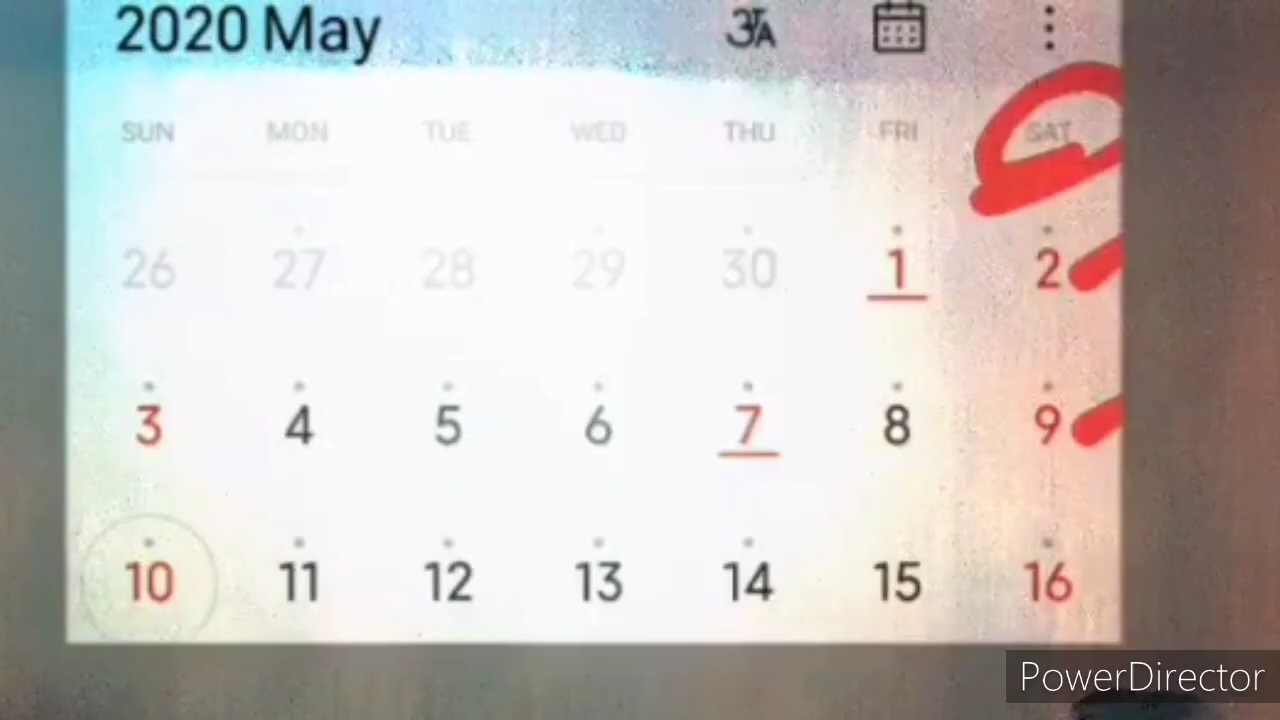 2020 May
SUN MON TUE WED THU FRI SAT
26 27 28 29 30 1 2
3 4 5 6 7 8 9
10 11 12 13 14 15 16
PowerDirector